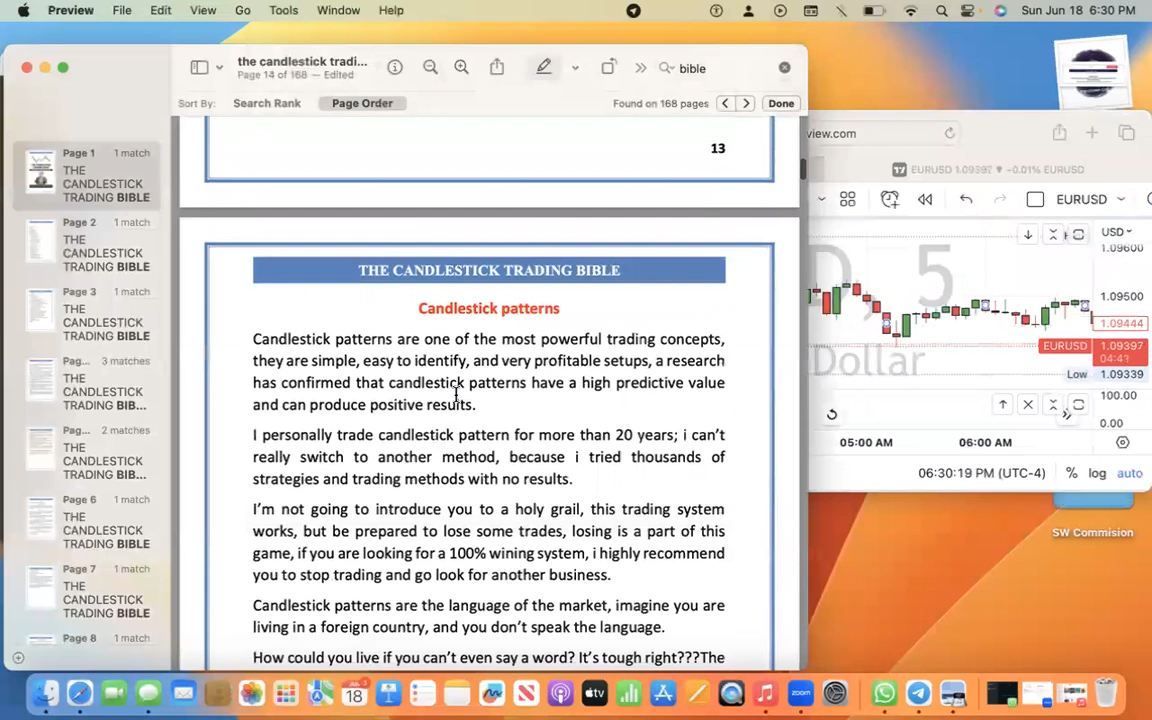 Preview File Edit View Go Tools Window Help Sun Jun 18 6:30 PM
the candlestick tradi...
Page 14 of 168 — Edited
bible
Sort By: Search Rank Page Order Found on 168 pages Done
Page 1 1 match
THE
CANDLESTICK
TRADING BIBLE
Page 2 1 match
THE
CANDLESTICK
TRADING BIBLE
Page 3 1 match
THE
CANDLESTICK
TRADING BIBLE
Pag... 3 matches
THE
CANDLESTICK
TRADING BIB...
Pag... 2 matches
THE
CANDLESTICK
TRADING BIB...
Page 6 1 match
THE
CANDLESTICK
TRADING BIBLE
Page 7 1 match
THE
CANDLESTICK
TRADING BIBLE
Page 8 1 match
13
THE CANDLESTICK TRADING BIBLE
Candlestick patterns
Candlestick patterns are one of the most powerful trading concepts,
they are simple, easy to identify, and very profitable setups, a research
has confirmed that candlestick patterns have a high predictive value
and can produce positive results.
I personally trade candlestick pattern for more than 20 years; i can't
really switch to another method, because i tried thousands of
strategies and trading methods with no results.
I'm not going to introduce you to a holy grail, this trading system
works, but be prepared to lose some trades, losing is a part of this
game, if you are looking for a 100% wining system, i highly recommend
you to stop trading and go look for another business.
Candlestick patterns are the language of the market, imagine you are
living in a foreign country, and you don't speak the language.
How could you live if you can't even say a word? It's tough right???The
view.com
EURUSD 1.09397 ▼ −0.01% EURUSD
EURUSD
USD
1.09600
D, 5
1.09500
1.09444
EURUSD 1.09397
04:43
Dollar
Low 1.09339
100.00
0.00
05:00 AM 06:00 AM
06:30:19 PM (UTC-4) % log auto
SW Commision
18
zoom